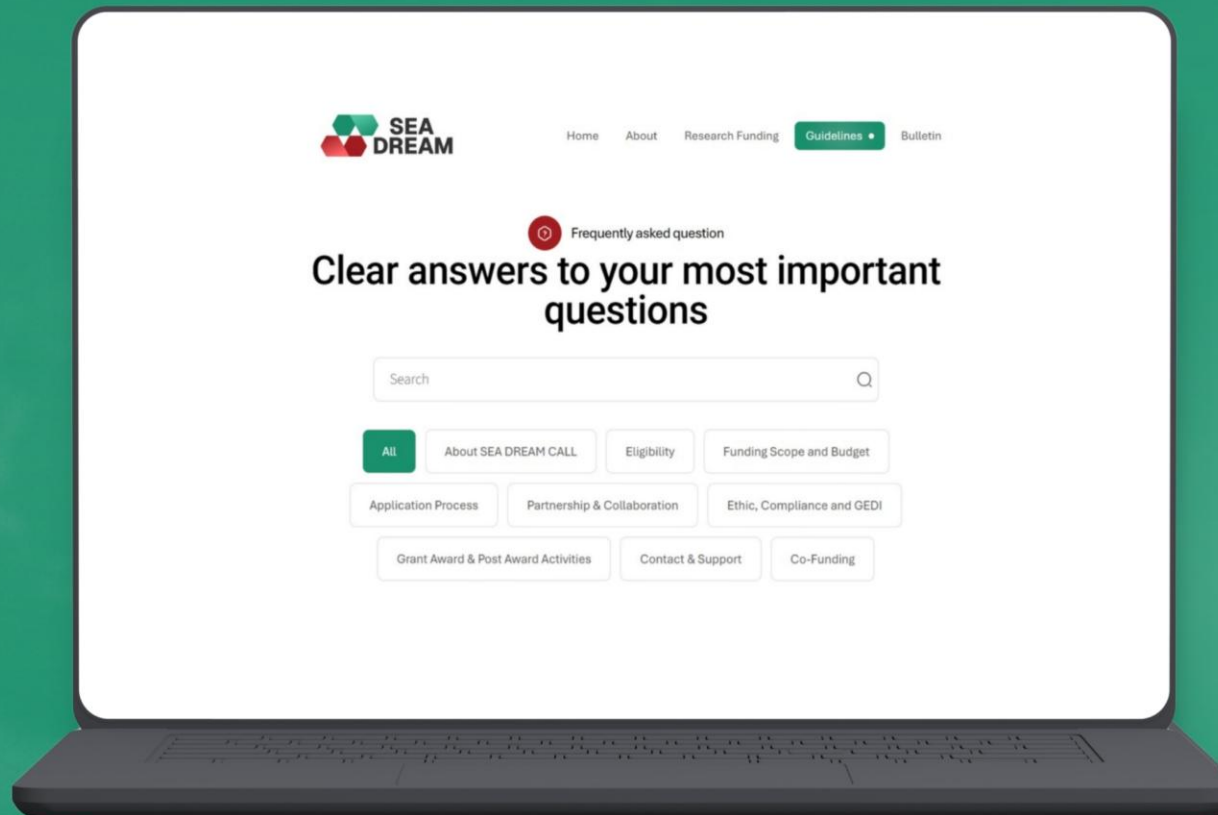 SEA
DREAM
Home About Research Funding Guidelines Bulletin
Frequently asked question
Clear answers to your most important
questions
Search
All About SEA DREAM CALL Eligibility Funding Scope and Budget
Application Process Partnership & Collaboration Ethic, Compliance and GEDI
Grant Award & Post Award Activities Contact & Support Co-Funding